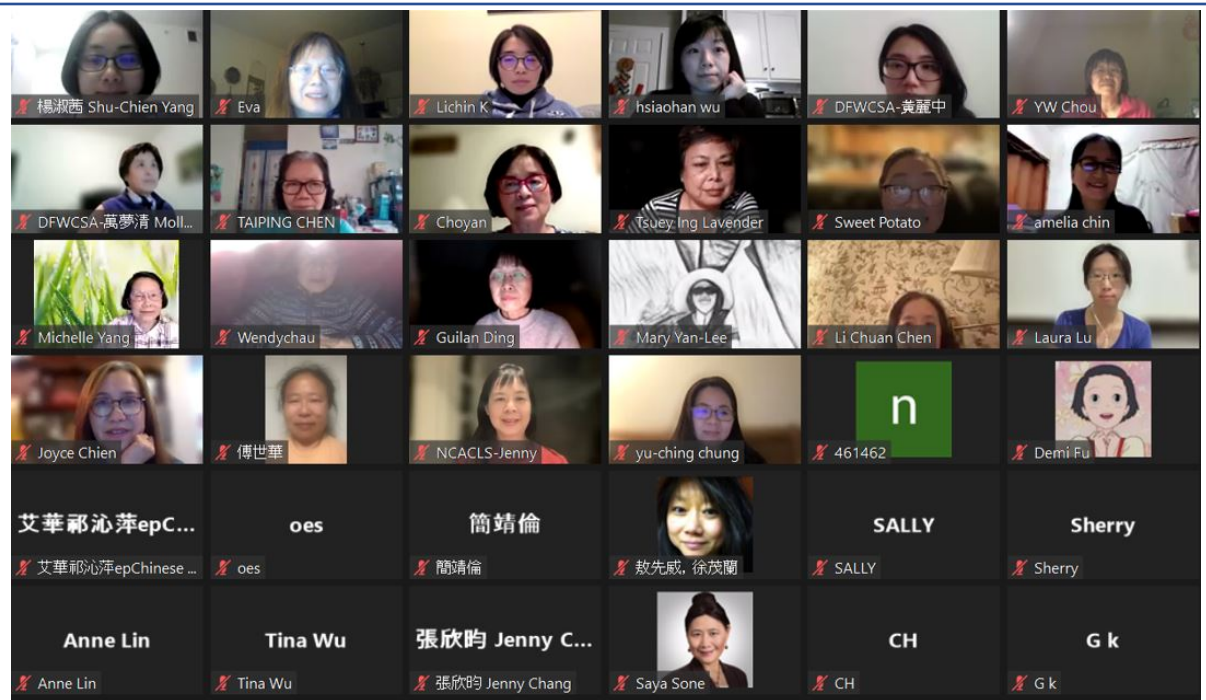 楊淑茜 Shu-Chien Yang
Eva
Lichin K
hsiaohan wu
DFWCSA-黃麗中
YW Chou
DFWCSA-萬夢清 Moll...
TAIPING CHEN
Choyan
Tsuey Ing Lavender
Sweet Potato
amelia chin
Michelle Yang
Wendychau
Guilan Ding
Mary Yan-Lee
Li Chuan Chen
Laura Lu
Joyce Chien
傅世華
NCACLS-Jenny
yu-ching chung
n
461462
Demi Fu
艾華祁沁萍epC...
艾華祁沁萍epChinese ...
oes
oes
簡靖倫
簡靖倫
敖先威, 徐茂蘭
SALLY
SALLY
Sherry
Sherry
Anne Lin
Anne Lin
Tina Wu
Tina Wu
張欣昀 Jenny C...
張欣昀 Jenny Chang
Saya Sone
CH
CH
G k
G k